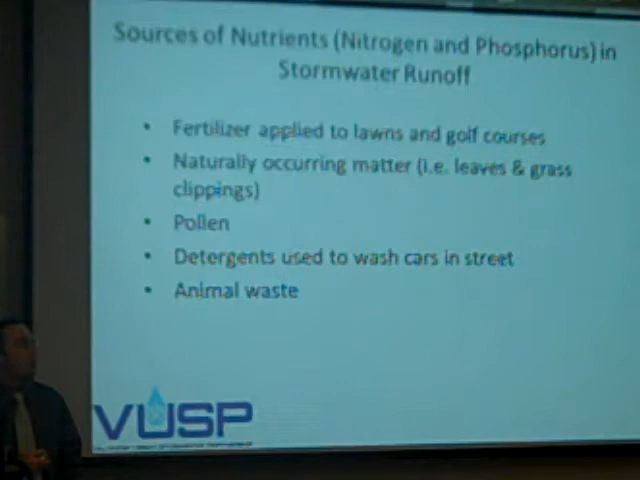 Sources of Nutrients (Nitrogen and Phosphorus) in
Stormwater Runoff
• Fertilizer applied to lawns and golf courses
• Naturally occurring matter (i.e. leaves & grass
clippings)
• Pollen
• Detergents used to wash cars in street
• Animal waste
VUSP